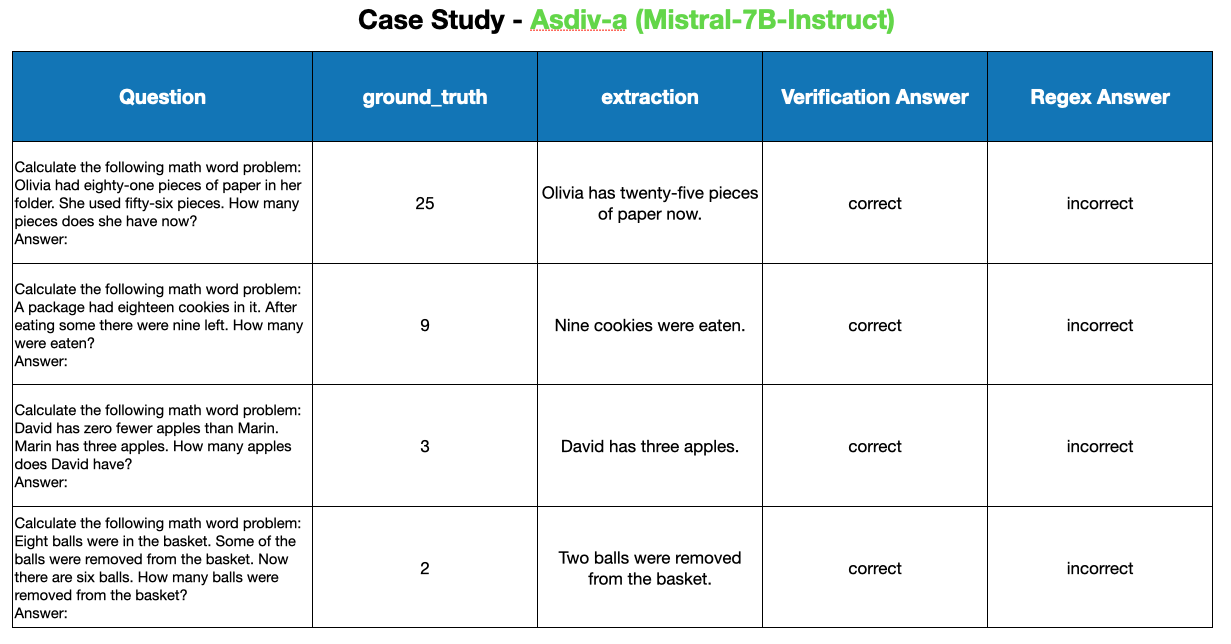 Case Study - Asdiv-a (Mistral-7B-Instruct)
Question
ground_truth
extraction
Verification Answer
Regex Answer
Calculate the following math word problem:
Olivia had eighty-one pieces of paper in her
folder. She used fifty-six pieces. How many
pieces does she have now?
Answer:
25
Olivia has twenty-five pieces
of paper now.
correct
incorrect
Calculate the following math word problem:
A package had eighteen cookies in it. After
eating some there were nine left. How many
were eaten?
Answer:
9
Nine cookies were eaten.
correct
incorrect
Calculate the following math word problem:
David has zero fewer apples than Marin.
Marin has three apples. How many apples
does David have?
Answer:
3
David has three apples.
correct
incorrect
Calculate the following math word problem:
Eight balls were in the basket. Some of the
balls were removed from the basket. Now
there are six balls. How many balls were
removed from the basket?
Answer:
2
Two balls were removed
from the basket.
correct
incorrect